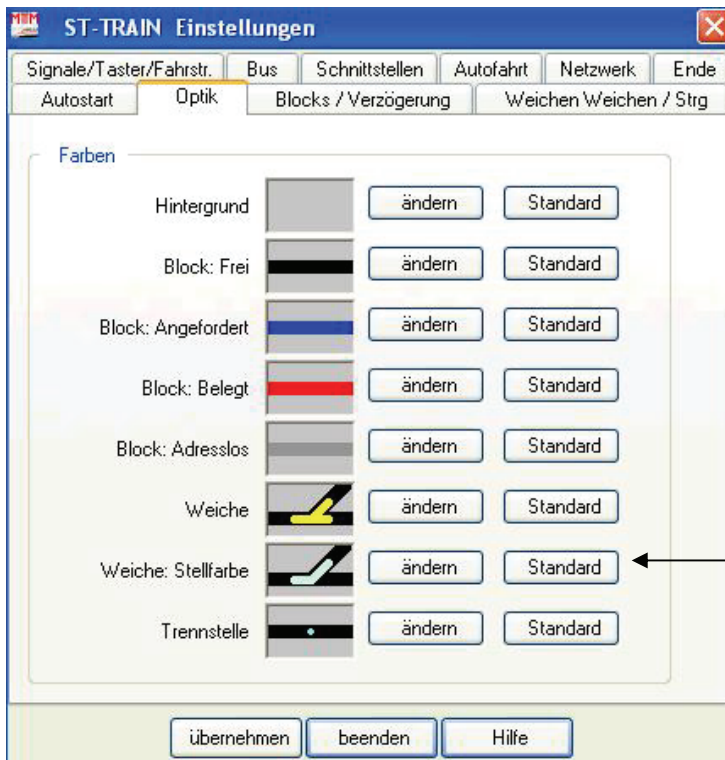 MÜM ST-TRAIN Einstellungen
Signale/Taster/Fahrstr. Bus Schnittstellen Autofahrt Netzwerk Ende
Autostart Optik Blocks / Verzögerung Weichen Weichen / Strg
Farben
Hintergrund ändern Standard
Block: Frei ändern Standard
Block: Angefordert ändern Standard
Block: Belegt ändern Standard
Block: Adresslos ändern Standard
Weiche ändern Standard
Weiche: Stellfarbe ändern Standard
Trennstelle ändern Standard
übernehmen beenden Hilfe